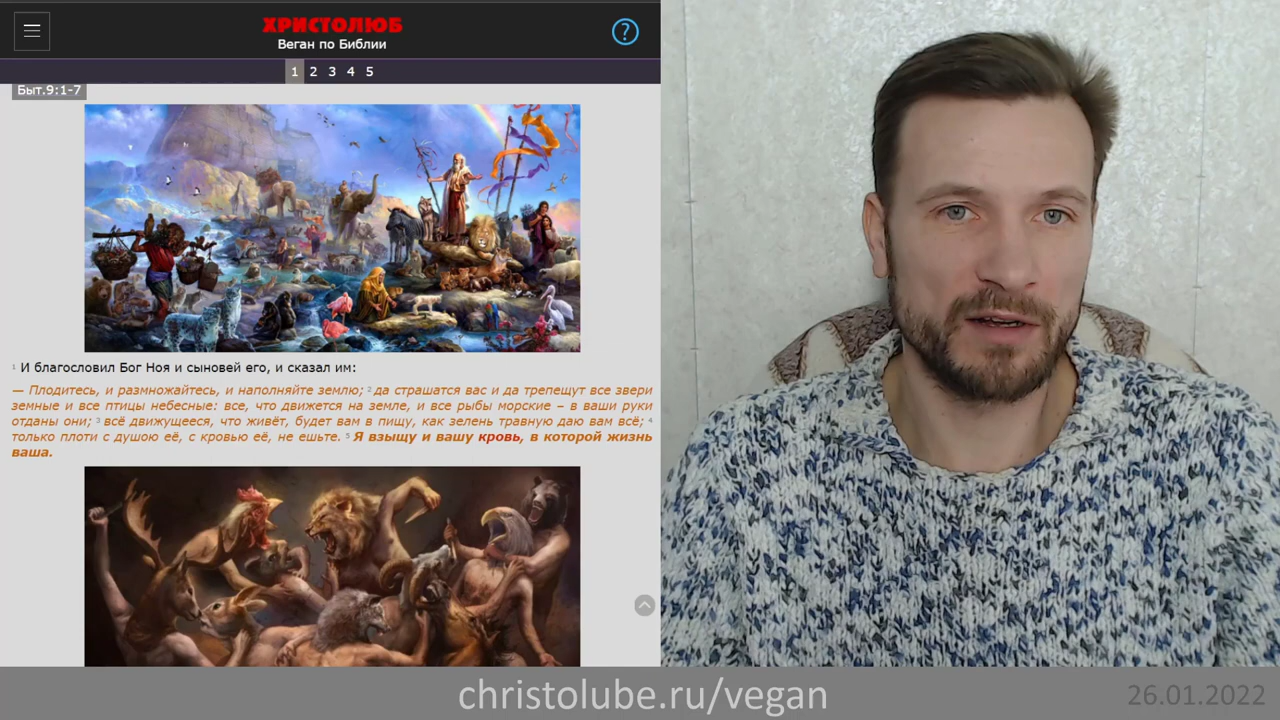 ХРИСТОЛЮБ
Веган по Библии
?
1 2 3 4 5
Быт.9:1-7
1 И благословил Бог Ноя и сыновей его, и сказал им:
— Плодитесь, и размножайтесь, и наполняйте землю; 2 да страшатся вас и да трепещут все звери
земные и все птицы небесные: все, что движется на земле, и все рыбы морские – в ваши руки
отданы они; 3 всё движущееся, что живёт, будет вам в пищу, как зелень травную даю вам всё; 4
только плоти с душою её, с кровью её, не ешьте. 5 Я взыщу и вашу кровь, в которой жизнь
ваша.
christolube.ru/vegan
26.01.2022